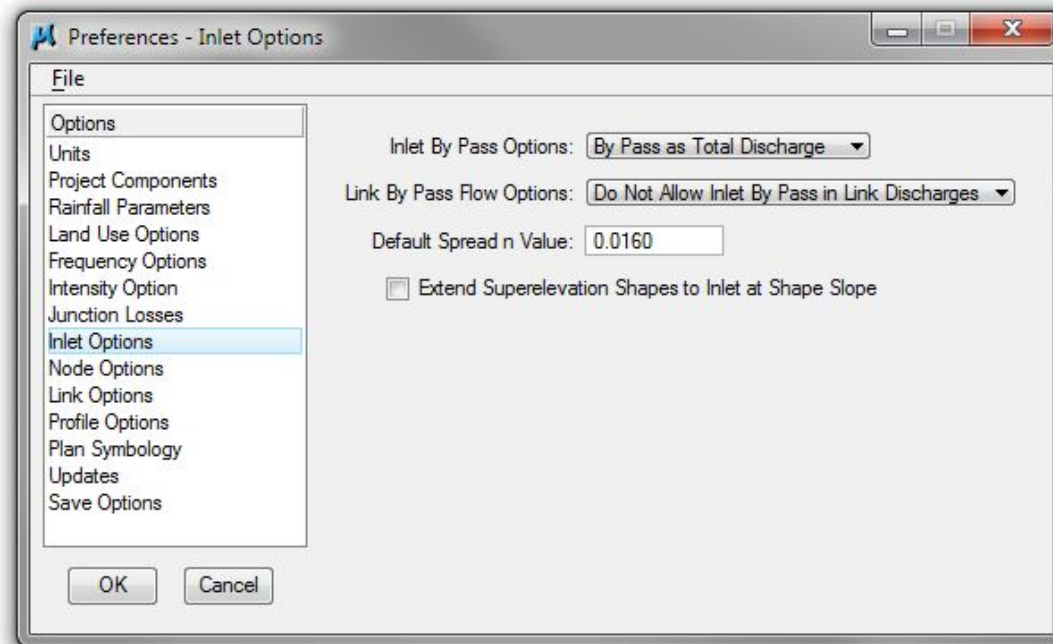 Preferences - Inlet Options
File
Options
Units
Project Components
Rainfall Parameters
Land Use Options
Frequency Options
Intensity Option
Junction Losses
Inlet Options
Node Options
Link Options
Profile Options
Plan Symbology
Updates
Save Options
Inlet By Pass Options: By Pass as Total Discharge
Link By Pass Flow Options: Do Not Allow Inlet By Pass in Link Discharges
Default Spread n Value: 0.0160
Extend Superelevation Shapes to Inlet at Shape Slope
OK Cancel